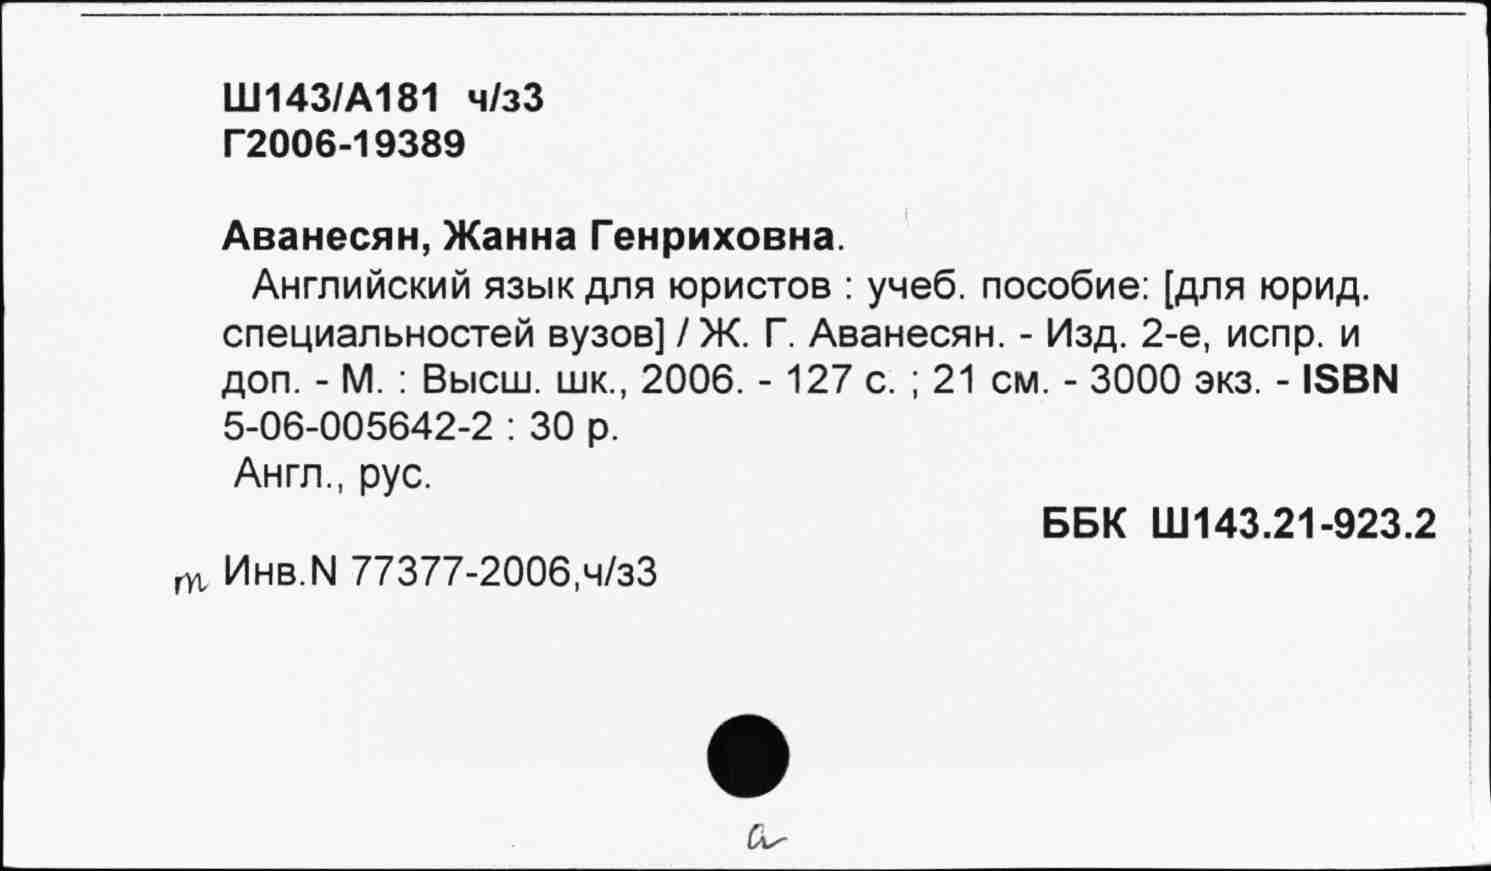 Ш143/А181 ч/з3
Г2006-19389
Аванесян, Жанна Генриховна.
Английский язык для юристов : учеб. пособие: [для юрид.
специальностей вузов] / Ж. Г. Аванесян. - Изд. 2-е, испр. и
доп. - М. : Высш. шк., 2006. - 127 с. ; 21 см. - 3000 экз. - ISBN
5-06-005642-2 : 30 р.
Англ., рус.
ББК Ш143.21-923.2
т Инв.N 77377-2006,ч/з3
а